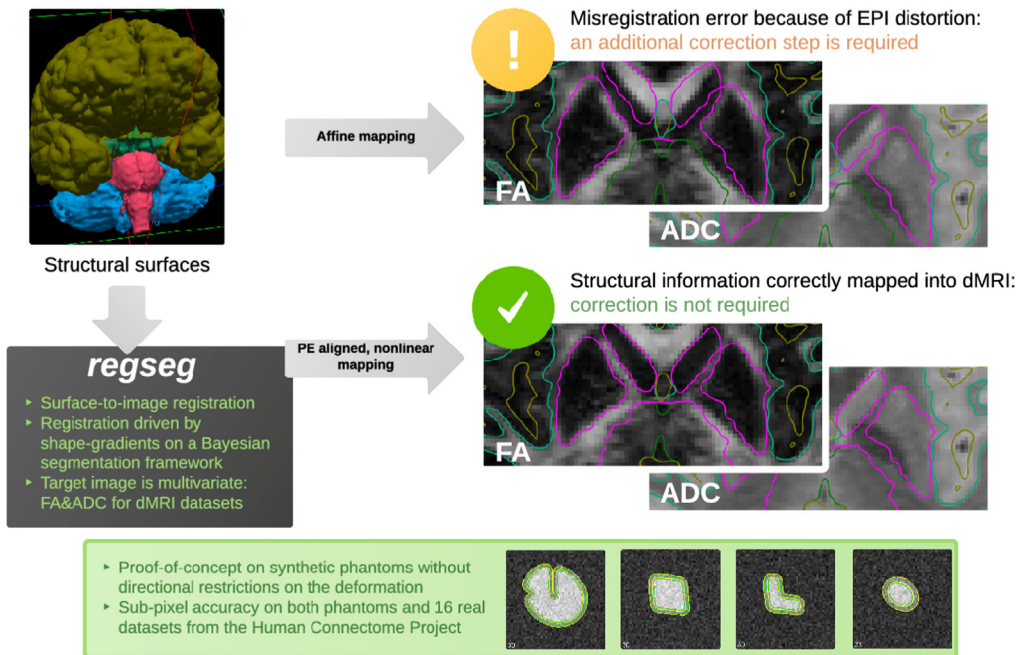 Misregistration error because of EPI distortion:
an additional correction step is required
Affine mapping
FA
ADC
Structural surfaces
Structural information correctly mapped into dMRI:
correction is not required
regseg
PE aligned, nonlinear
mapping
▸ Surface-to-image registration
▸ Registration driven by
shape-gradients on a Bayesian
segmentation framework
▸ Target image is multivariate:
FA&ADC for dMRI datasets
FA
ADC
▸ Proof-of-concept on synthetic phantoms without
directional restrictions on the deformation
▸ Sub-pixel accuracy on both phantoms and 16 real
datasets from the Human Connectome Project